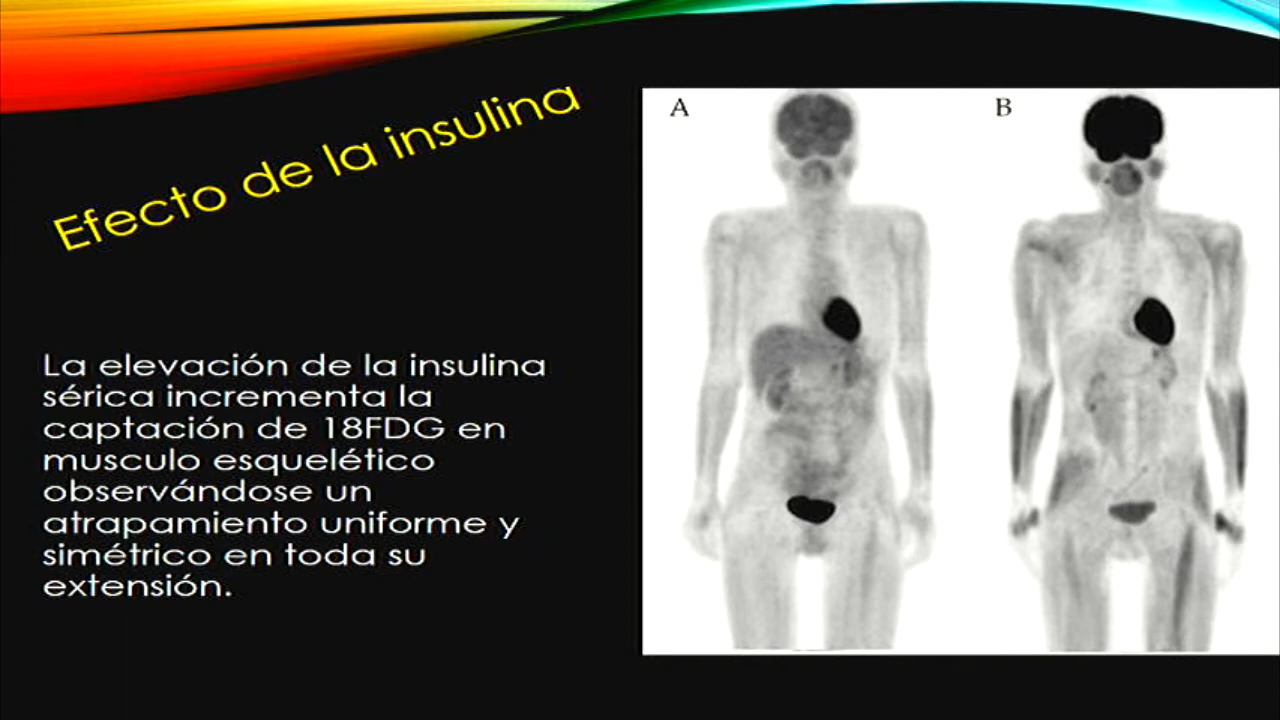 Efecto de la insulina
La elevación de la insulina
sérica incrementa la
captación de 18FDG en
musculo esquelético
observándose un
atrapamiento uniforme y
simétrico en toda su
extensión.
A
B